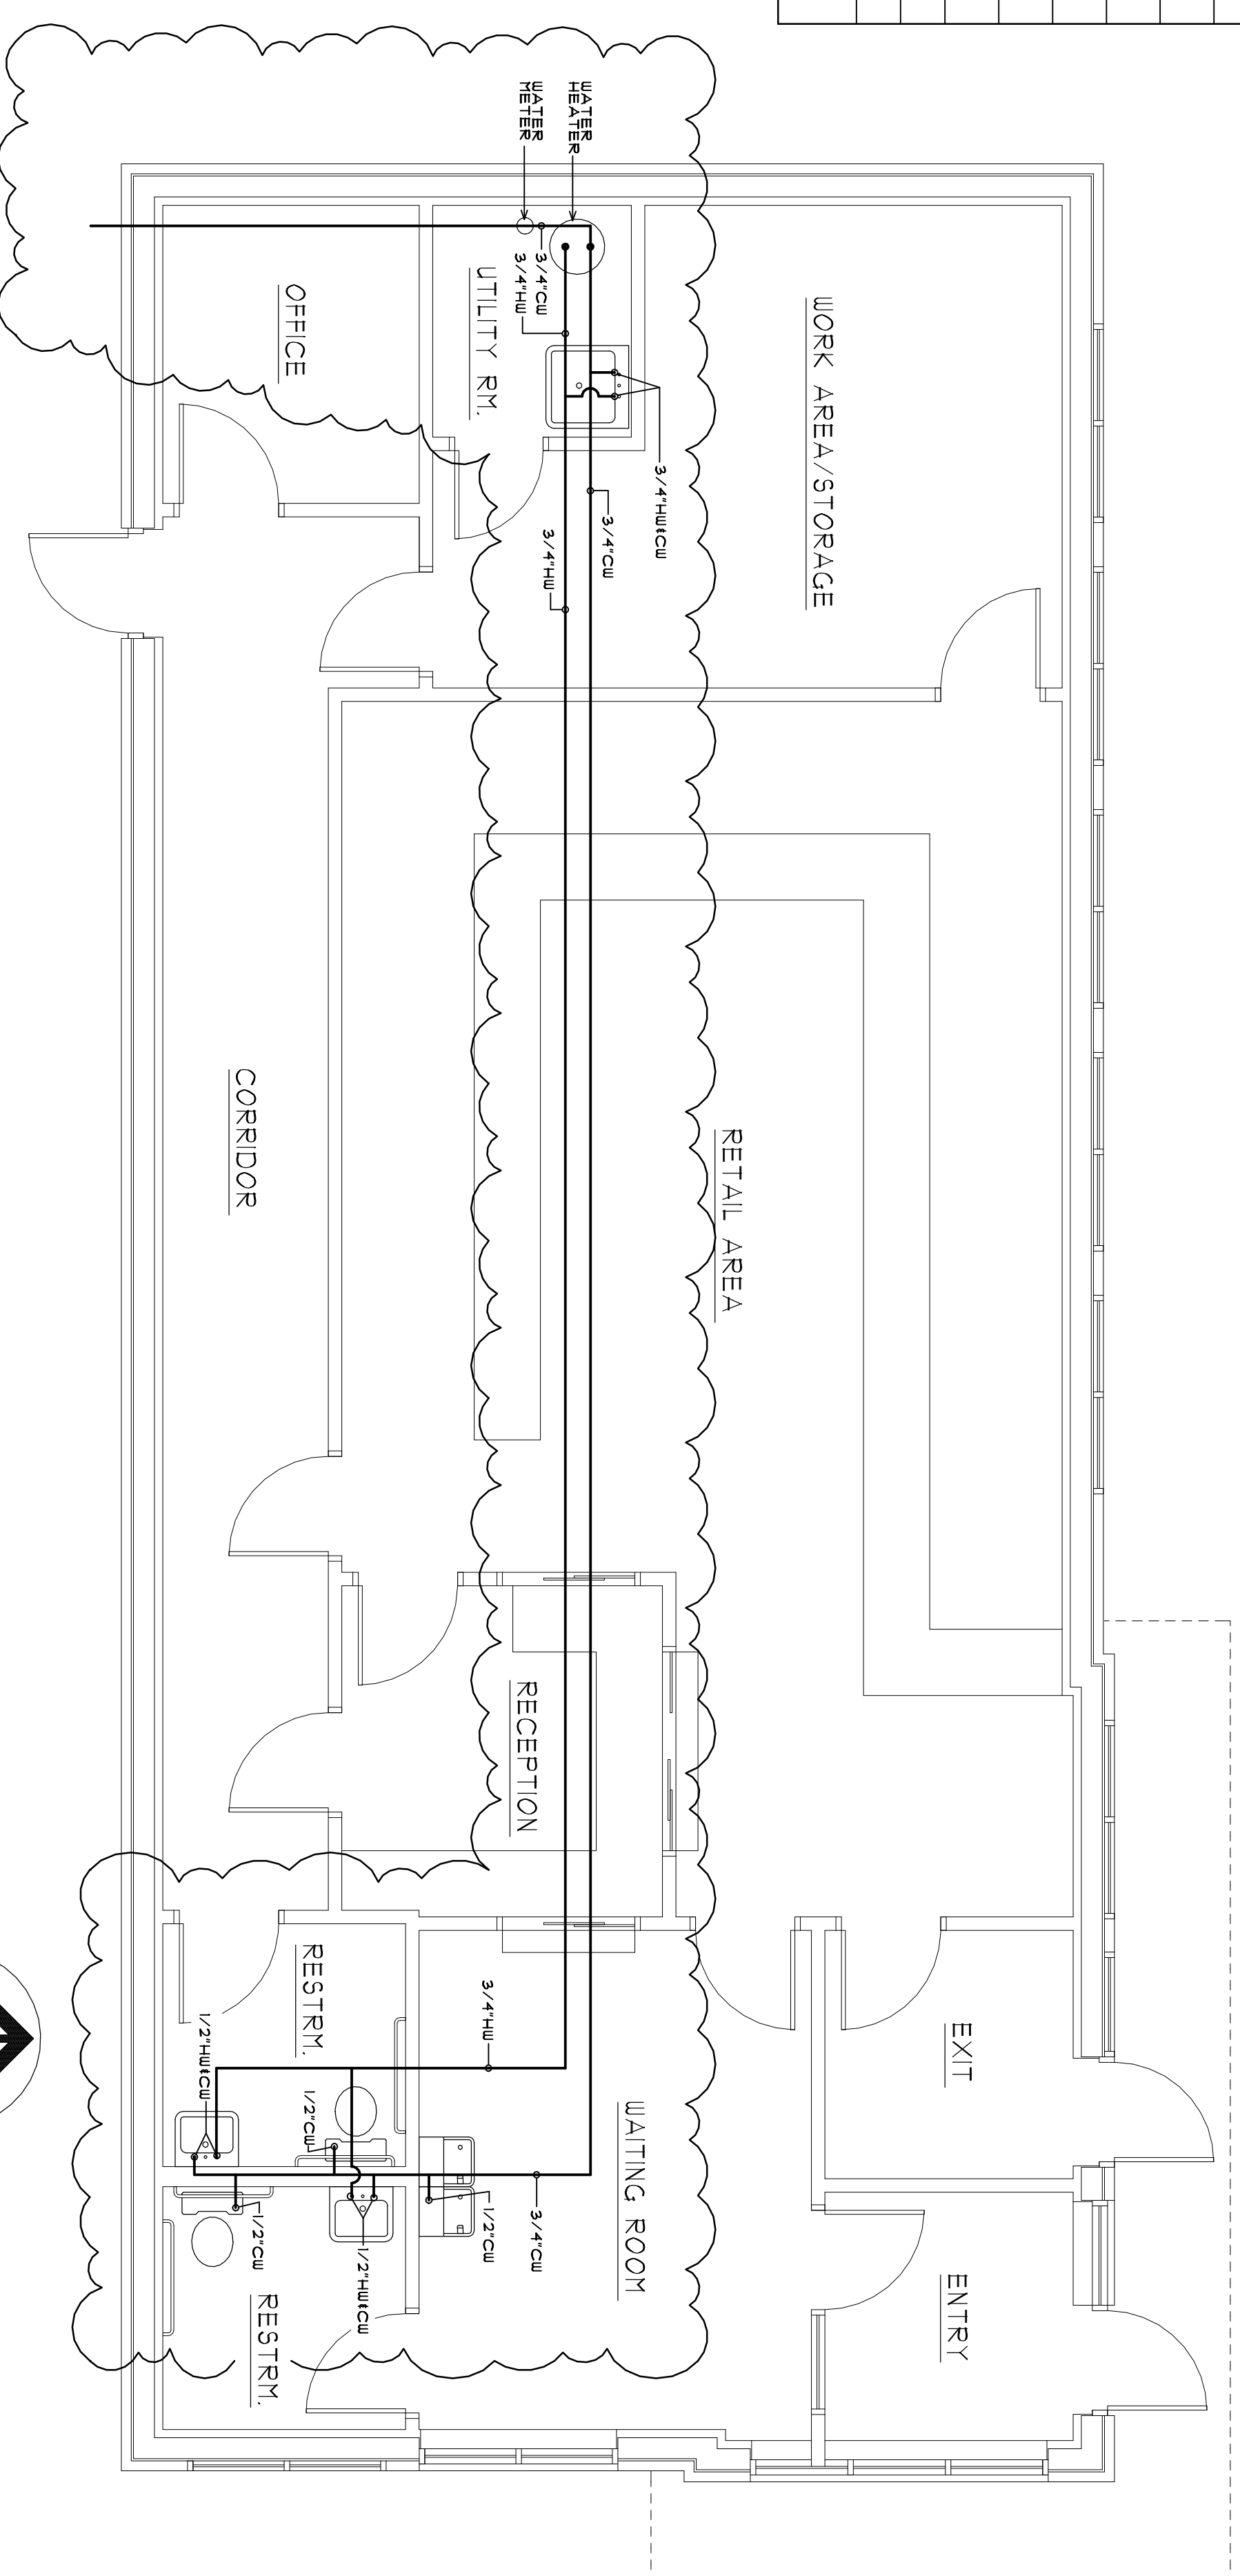 WATER
HEATER
WATER
METER
3/4"CW
3/4"HW
UTILITY RM.
OFFICE
WORK AREA/STORAGE
3/4"HW&CW
3/4"CW
3/4"HW
RETAIL AREA
CORRIDOR
RECEPTION
RESTRM.
3/4"HW
1/2"HW&CW
1/2"CW
EXIT
WAITING ROOM
3/4"CW
1/2"CW
1/2"CW
1/2"HW&CW
ENTRY
RESTRM.